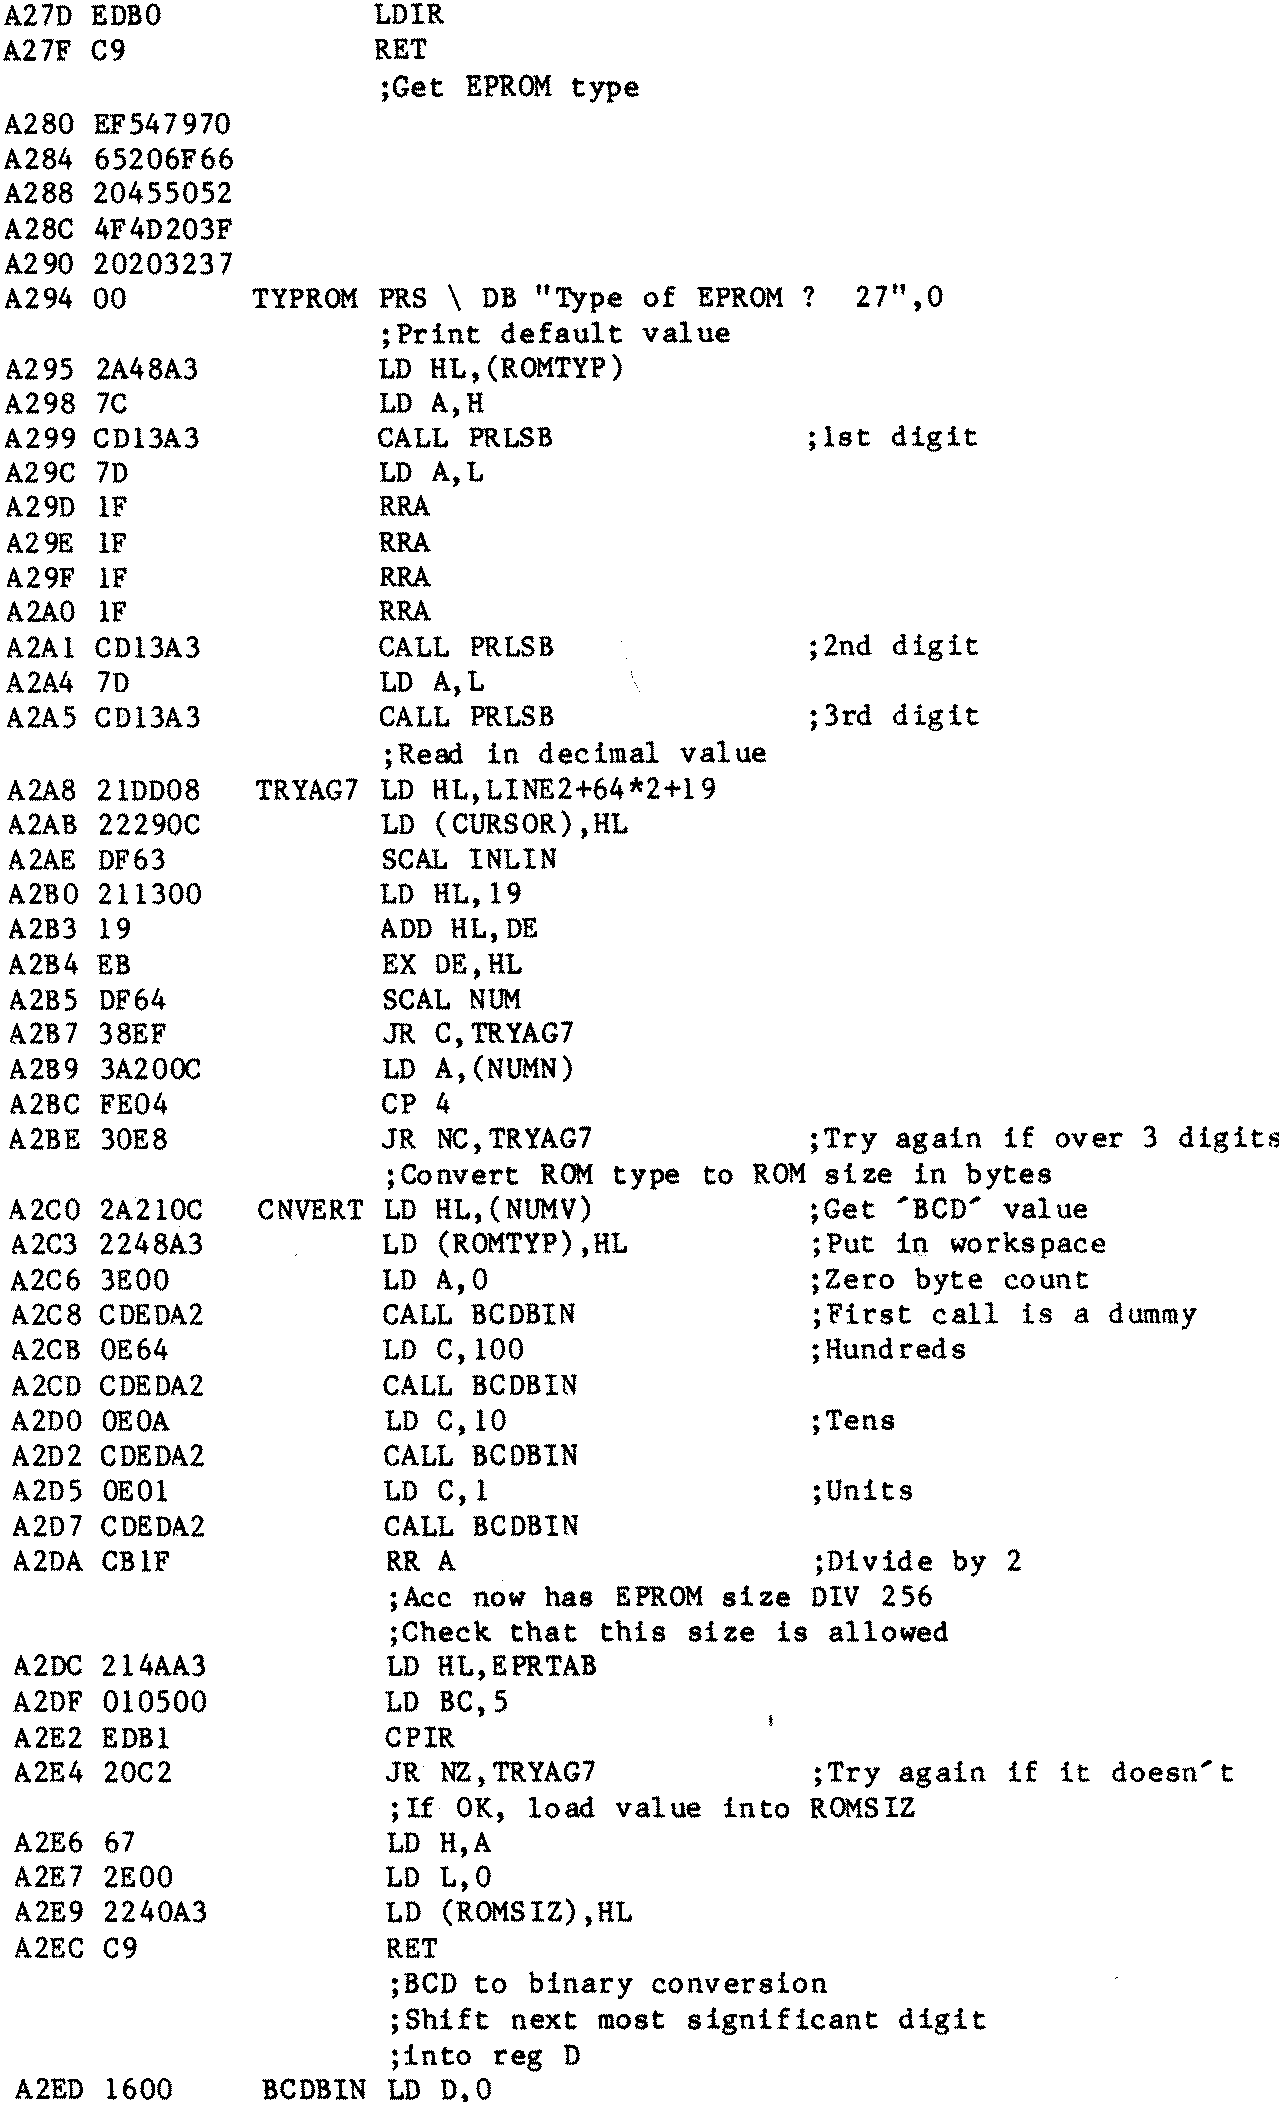 A27D EDB0 LDIR
A27F C9 RET
;Get EPROM type
A280 EF547970
A284 65206F66
A288 20455052
A28C 4F4D203F
A290 20203237
A294 00 TYPROM PRS \ DB "Type of EPROM ?  27",0
;Print default value
A295 2A48A3 LD HL,(ROMTYP)
A298 7C LD A,H
A299 CD13A3 CALL PRLSB ;1st digit
A29C 7D LD A,L
A29D 1F RRA
A29E 1F RRA
A29F 1F RRA
A2A0 1F RRA
A2A1 CD13A3 CALL PRLSB ;2nd digit
A2A4 7D LD A,L
A2A5 CD13A3 CALL PRLSB ;3rd digit
;Read in decimal value
A2A8 21DD08 TRYAG7 LD HL,LINE2+64*2+19
A2AB 22290C LD (CURSOR),HL
A2AE DF63 SCAL INLIN
A2B0 211300 LD HL,19
A2B3 19 ADD HL,DE
A2B4 EB EX DE,HL
A2B5 DF64 SCAL NUM
A2B7 38EF JR C,TRYAG7
A2B9 3A200C LD A,(NUMN)
A2BC FE04 CP 4
A2BE 30E8 JR NC,TRYAG7 ;Try again if over 3 digits
;Convert ROM type to ROM size in bytes
A2C0 2A210C CNVERT LD HL,(NUMV) ;Get ´BCD´ value
A2C3 2248A3 LD (ROMTYP),HL ;Put in workspace
A2C6 3E00 LD A,0 ;Zero byte count
A2C8 CDEDA2 CALL BCDBIN ;First call is a dummy
A2CB 0E64 LD C,100 ;Hundreds
A2CD CDEDA2 CALL BCDBIN
A2D0 0E0A LD C,10 ;Tens
A2D2 CDEDA2 CALL BCDBIN
A2D5 0E01 LD C,1 ;Units
A2D7 CDEDA2 CALL BCDBIN
A2DA CB1F RR A ;Divide by 2
;Acc now has EPROM size DIV 256
;Check that this size is allowed
A2DC 214AA3 LD HL,EPRTAB
A2DF 010500 LD BC,5
A2E2 EDB1 CPIR
A2E4 20C2 JR NZ,TRYAG7 ;Try again if it doesn´t
;If OK, load value into ROMSIZ
A2E6 67 LD H,A
A2E7 2E00 LD L,0
A2E9 2240A3 LD (ROMSIZ),HL
A2EC C9 RET
;BCD to binary conversion
;Shift next most significant digit
;into reg D
A2ED 1600 BCDBIN LD D,0